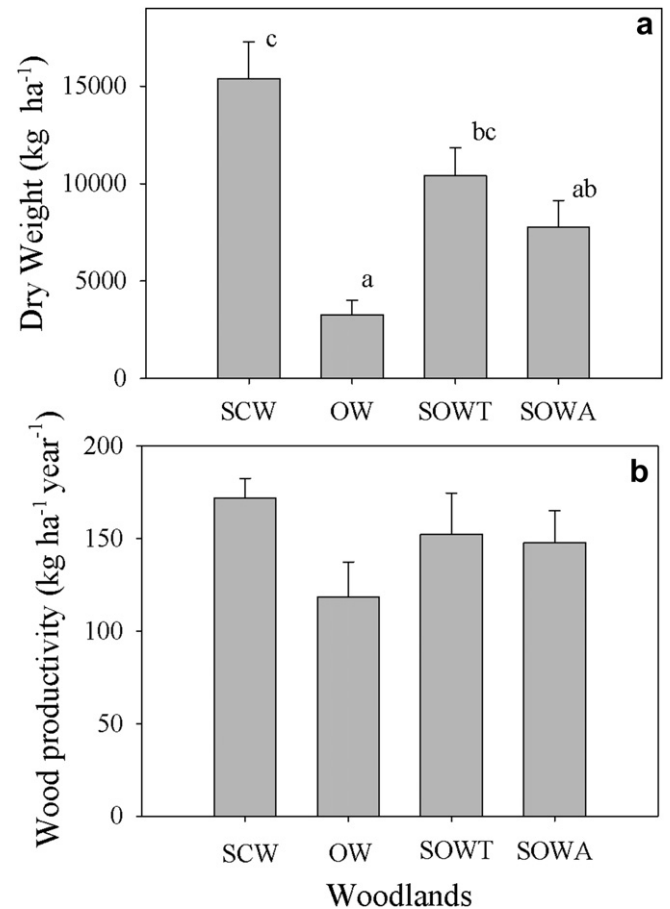 a
Dry Weight (kg ha⁻¹)
15000
10000
5000
0
c
a
bc
ab
SCW OW SOWT SOWA
b
Wood productivity (kg ha⁻¹ year⁻¹)
200
150
100
50
0
SCW OW SOWT SOWA
Woodlands